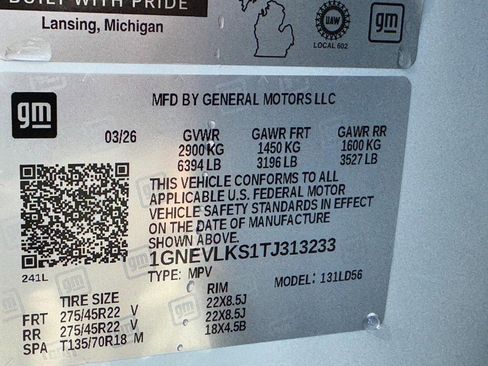 BUILT WITH PRIDE
Lansing, Michigan
UAW
LOCAL 602
gm
gm
MFD BY GENERAL MOTORS LLC
03/26 GVWR GAWR FRT GAWR RR
2900 KG 1450 KG 1600 KG
6394 LB 3196 LB 3527 LB
THIS VEHICLE CONFORMS TO ALL
APPLICABLE U.S. FEDERAL MOTOR
VEHICLE SAFETY STANDARDS IN EFFECT
ON THE DATE OF MANUFACTURE
SHOWN ABOVE.
1GNEVLKS1TJ313233
241L TYPE: MPV MODEL: 131LD56
TIRE SIZE RIM
FRT 275/45R22 V 22X8.5J
RR 275/45R22 V 22X8.5J
SPA T135/70R18 M 18X4.5B